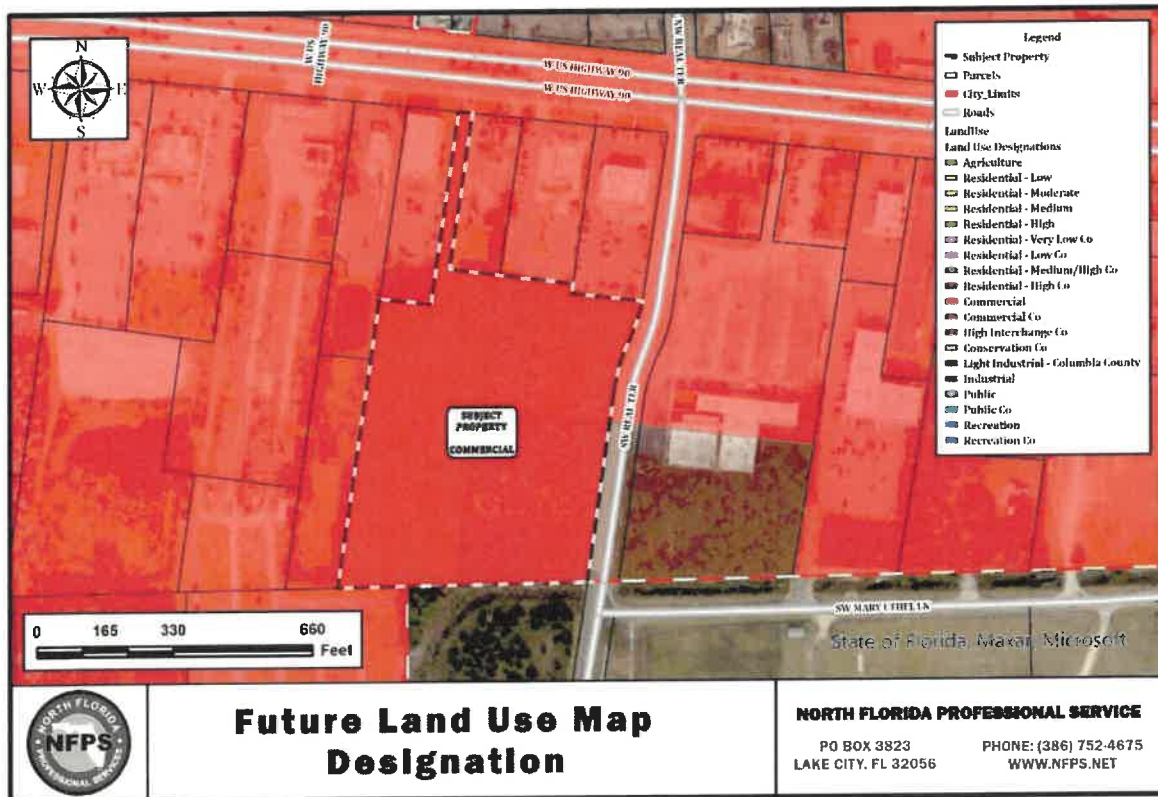 N
W E
S
W US
HIGHWAY 90
W US HIGHWAY 90
W US HIGHWAY 90
NW REAL TER
SW REAL TER
SUBJECT
PROPERTY
COMMERCIAL
SW MARY ETHEL LN
State of Florida, Maxar, Microsoft
0 165 330 660
Feet
Legend
Subject Property
Parcels
City_Limits
Roads
LandUse
Land Use Designations
Agriculture
Residential - Low
Residential - Moderate
Residential - Medium
Residential - High
Residential - Very Low Co
Residential - Low Co
Residential - Medium/High Co
Residential - High Co
Commercial
Commercial Co
High Interchange Co
Conservation Co
Light Industrial - Columbia County
Industrial
Public
Public Co
Recreation
Recreation Co
NORTH FLORIDA
NFPS
PROFESSIONAL SERVICES
Future Land Use Map
Designation
NORTH FLORIDA PROFESSIONAL SERVICE
PO BOX 3823
LAKE CITY, FL 32056
PHONE: (386) 752-4675
WWW.NFPS.NET